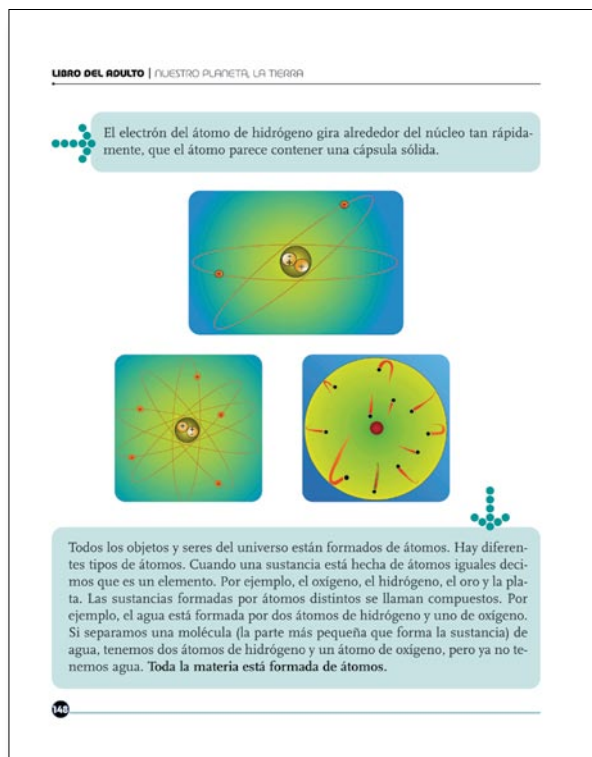 LIBRO DEL ADULTO | NUESTRO PLANETA, LA TIERRA
El electrón del átomo de hidrógeno gira alrededor del núcleo tan rápida-
mente, que el átomo parece contener una cápsula sólida.
Todos los objetos y seres del universo están formados de átomos. Hay diferen-
tes tipos de átomos. Cuando una sustancia está hecha de átomos iguales deci-
mos que es un elemento. Por ejemplo, el oxígeno, el hidrógeno, el oro y la pla-
ta. Las sustancias formadas por átomos distintos se llaman compuestos. Por
ejemplo, el agua está formada por dos átomos de hidrógeno y uno de oxígeno.
Si separamos una molécula (la parte más pequeña que forma la sustancia) de
agua, tenemos dos átomos de hidrógeno y un átomo de oxígeno, pero ya no te-
nemos agua. Toda la materia está formada de átomos.
148